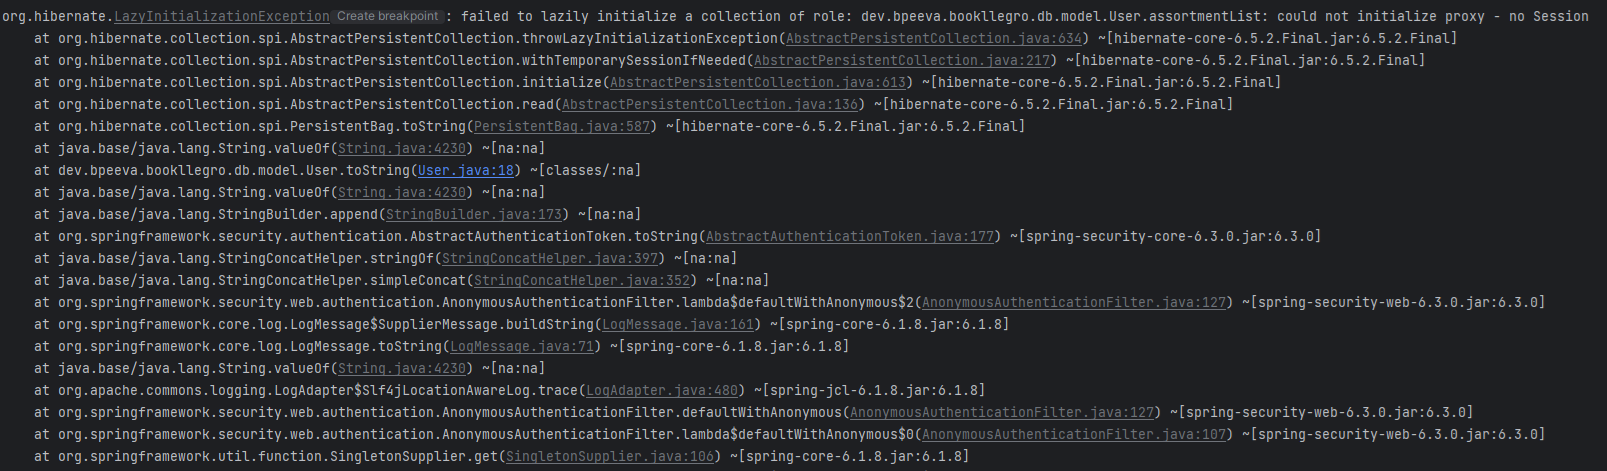 org.hibernate.LazyInitializationException Create breakpoint : failed to lazily initialize a collection of role: dev.bpeeva.bookllegro.db.model.User.assortmentList: could not initialize proxy - no Session
at org.hibernate.collection.spi.AbstractPersistentCollection.throwLazyInitializationException(AbstractPersistentCollection.java:634) ~[hibernate-core-6.5.2.Final.jar:6.5.2.Final]
at org.hibernate.collection.spi.AbstractPersistentCollection.withTemporarySessionIfNeeded(AbstractPersistentCollection.java:217) ~[hibernate-core-6.5.2.Final.jar:6.5.2.Final]
at org.hibernate.collection.spi.AbstractPersistentCollection.initialize(AbstractPersistentCollection.java:613) ~[hibernate-core-6.5.2.Final.jar:6.5.2.Final]
at org.hibernate.collection.spi.AbstractPersistentCollection.read(AbstractPersistentCollection.java:136) ~[hibernate-core-6.5.2.Final.jar:6.5.2.Final]
at org.hibernate.collection.spi.PersistentBag.toString(PersistentBag.java:587) ~[hibernate-core-6.5.2.Final.jar:6.5.2.Final]
at java.base/java.lang.String.valueOf(String.java:4230) ~[na:na]
at dev.bpeeva.bookllegro.db.model.User.toString(User.java:18) ~[classes/:na]
at java.base/java.lang.String.valueOf(String.java:4230) ~[na:na]
at java.base/java.lang.StringBuilder.append(StringBuilder.java:173) ~[na:na]
at org.springframework.security.authentication.AbstractAuthenticationToken.toString(AbstractAuthenticationToken.java:177) ~[spring-security-core-6.3.0.jar:6.3.0]
at java.base/java.lang.StringConcatHelper.stringOf(StringConcatHelper.java:397) ~[na:na]
at java.base/java.lang.StringConcatHelper.simpleConcat(StringConcatHelper.java:352) ~[na:na]
at org.springframework.security.web.authentication.AnonymousAuthenticationFilter.lambda$defaultWithAnonymous$2(AnonymousAuthenticationFilter.java:127) ~[spring-security-web-6.3.0.jar:6.3.0]
at org.springframework.core.log.LogMessage$SupplierMessage.buildString(LogMessage.java:161) ~[spring-core-6.1.8.jar:6.1.8]
at org.springframework.core.log.LogMessage.toString(LogMessage.java:71) ~[spring-core-6.1.8.jar:6.1.8]
at java.base/java.lang.String.valueOf(String.java:4230) ~[na:na]
at org.apache.commons.logging.LogAdapter$Slf4jLocationAwareLog.trace(LogAdapter.java:480) ~[spring-jcl-6.1.8.jar:6.1.8]
at org.springframework.security.web.authentication.AnonymousAuthenticationFilter.defaultWithAnonymous(AnonymousAuthenticationFilter.java:127) ~[spring-security-web-6.3.0.jar:6.3.0]
at org.springframework.security.web.authentication.AnonymousAuthenticationFilter.lambda$defaultWithAnonymous$0(AnonymousAuthenticationFilter.java:107) ~[spring-security-web-6.3.0.jar:6.3.0]
at org.springframework.util.function.SingletonSupplier.get(SingletonSupplier.java:106) ~[spring-core-6.1.8.jar:6.1.8]